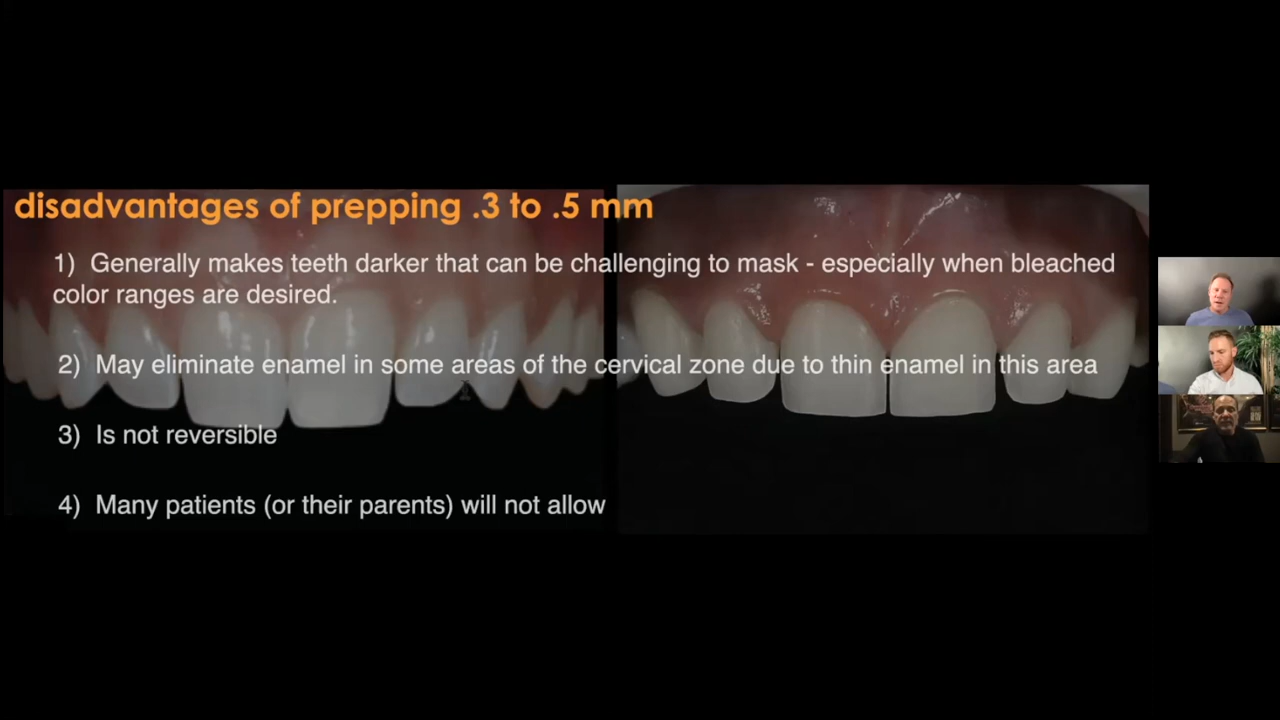 disadvantages of prepping .3 to .5 mm
1) Generally makes teeth darker that can be challenging to mask - especially when bleached
color ranges are desired.
2) May eliminate enamel in some areas of the cervical zone due to thin enamel in this area
3) Is not reversible
4) Many patients (or their parents) will not allow